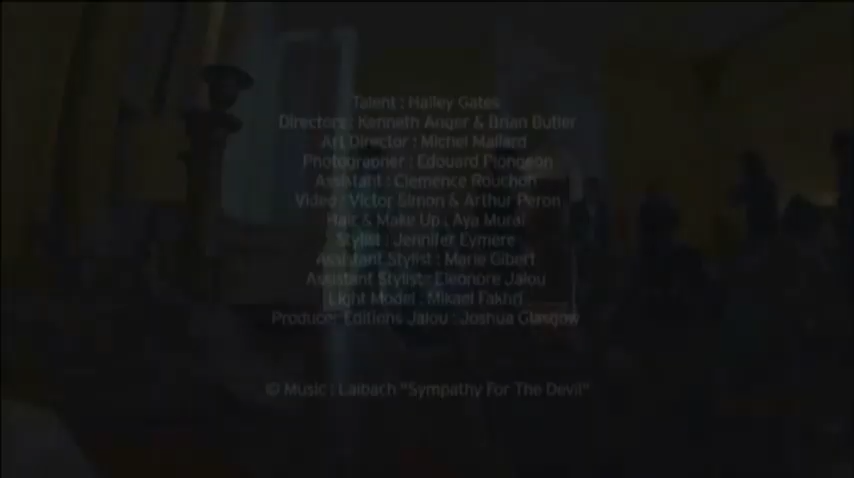 Talent : Hailey Gates
Directors : Kenneth Anger & Brian Butler
Art Director : Michel Mallard
Photographer : Edouard Plongeon
Assistant : Clemence Rouchon
Video : Victor Simon & Arthur Peron
Hair & Make Up : Aya Murai
Stylist : Jennifer Eymere
Assistant Stylist : Marie Gibert
Assistant Stylist : Eleonore Jalou
Light Model : Mikael Fakhri
Producer Editions Jalou : Joshua Glasgow
© Music : Laibach "Sympathy For The Devil"